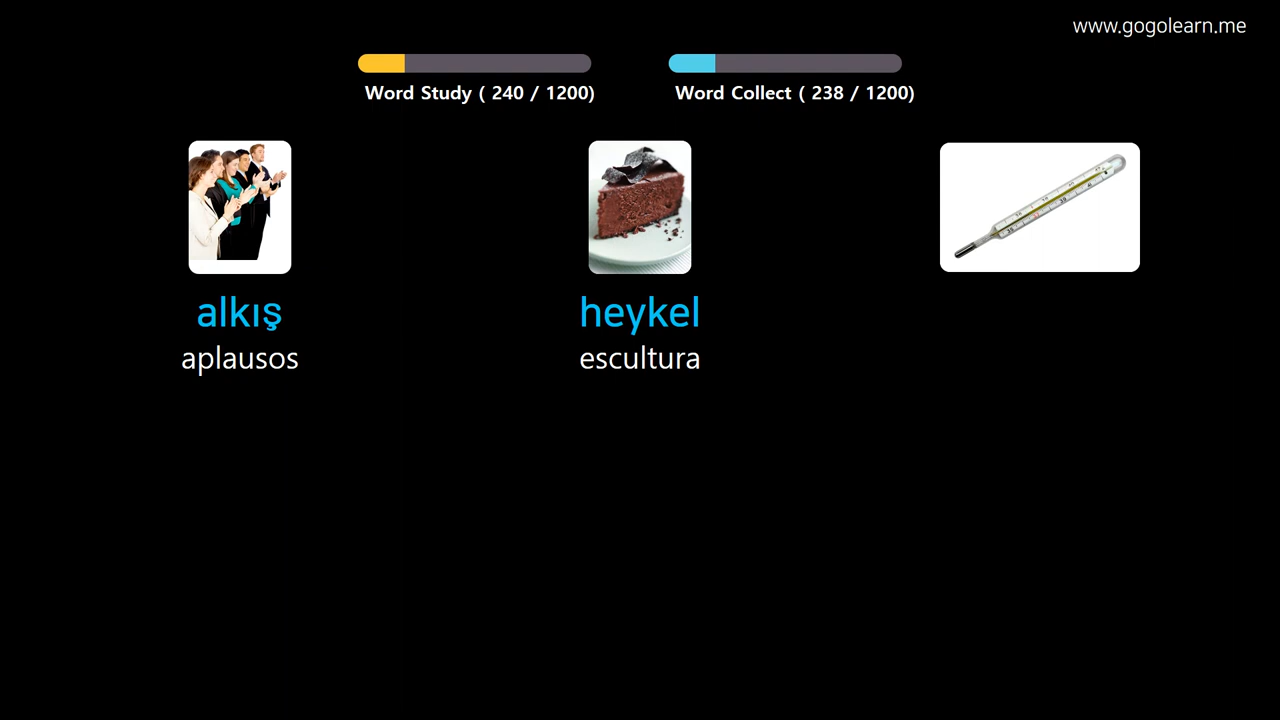 www.gogolearn.me
Word Study ( 240 / 1200)
Word Collect ( 238 / 1200)
alkış
heykel
aplausos
escultura